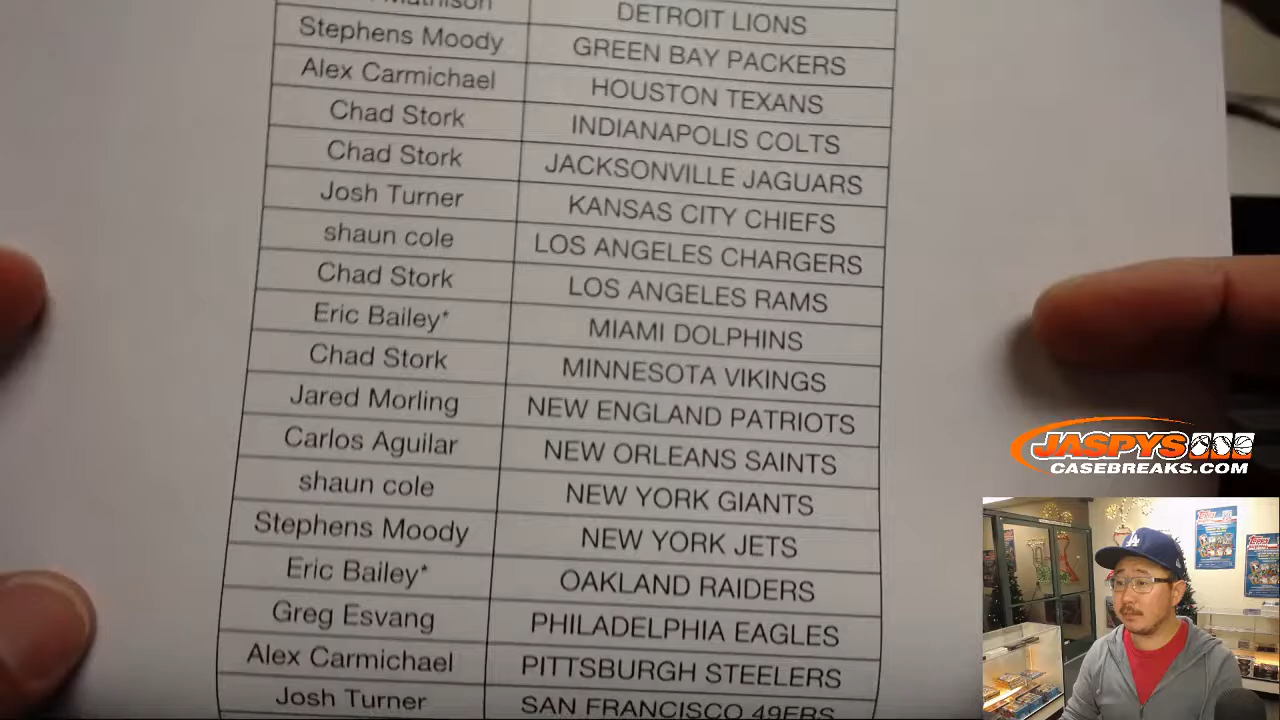 Mathison DETROIT LIONS
Stephens Moody GREEN BAY PACKERS
Alex Carmichael HOUSTON TEXANS
Chad Stork INDIANAPOLIS COLTS
Chad Stork JACKSONVILLE JAGUARS
Josh Turner KANSAS CITY CHIEFS
shaun cole LOS ANGELES CHARGERS
Chad Stork LOS ANGELES RAMS
Eric Bailey* MIAMI DOLPHINS
Chad Stork MINNESOTA VIKINGS
Jared Morling NEW ENGLAND PATRIOTS
Carlos Aguilar NEW ORLEANS SAINTS
shaun cole NEW YORK GIANTS
Stephens Moody NEW YORK JETS
Eric Bailey* OAKLAND RAIDERS
Greg Esvang PHILADELPHIA EAGLES
Alex Carmichael PITTSBURGH STEELERS
Josh Turner SAN FRANCISCO 49ERS
JASPYS
CASEBREAKS.COM
LA
Topps
Topps